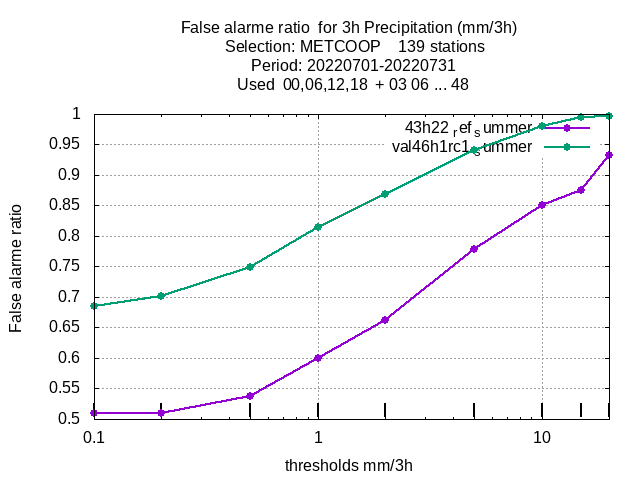 False alarme ratio  for 3h Precipitation (mm/3h)
Selection: METCOOP    139 stations
Period: 20220701-20220731
Used  00,06,12,18  + 03 06 ... 48
1
0.95
0.9
0.85
0.8
0.75
0.7
0.65
0.6
0.55
0.5
0.1
1
10
False alarme ratio
thresholds mm/3h
43h22_ref_summer
val46h1rc1_summer